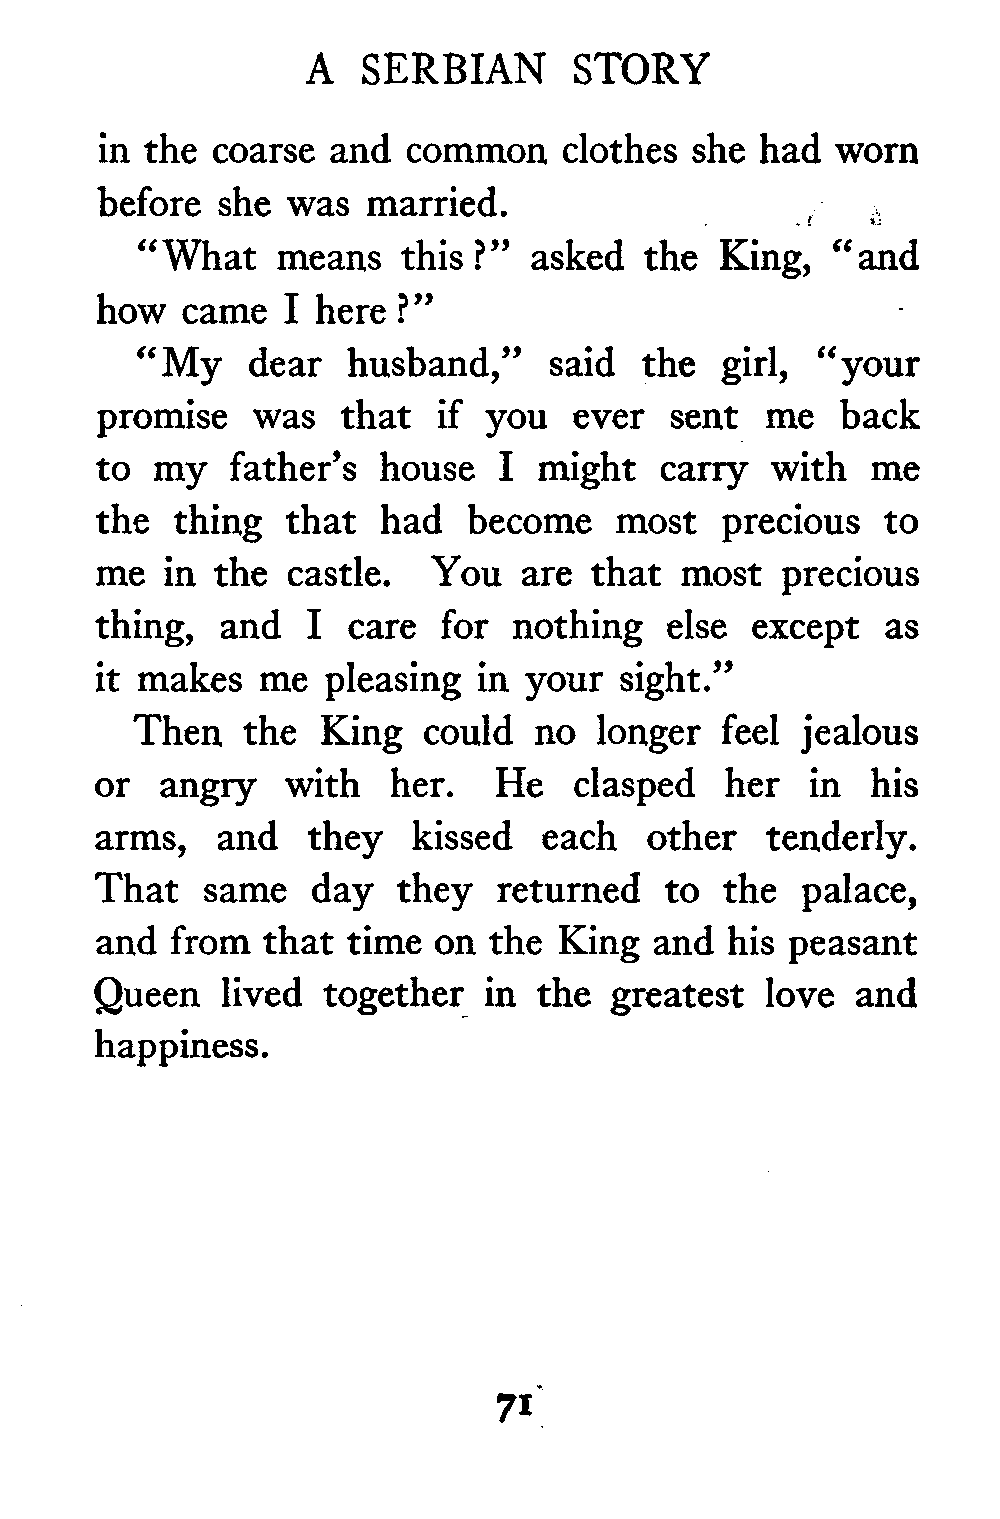 A SERBIAN STORY
in the coarse and common clothes she had worn
before she was married.
“What means this?” asked the King, “and
how came I here?”
“My dear husband,” said the girl, “your
promise was that if you ever sent me back
to my father’s house I might carry with me
the thing that had become most precious to
me in the castle. You are that most precious
thing, and I care for nothing else except as
it makes me pleasing in your sight.”
Then the King could no longer feel jealous
or angry with her. He clasped her in his
arms, and they kissed each other tenderly.
That same day they returned to the palace,
and from that time on the King and his peasant
Queen lived together in the greatest love and
happiness.
71